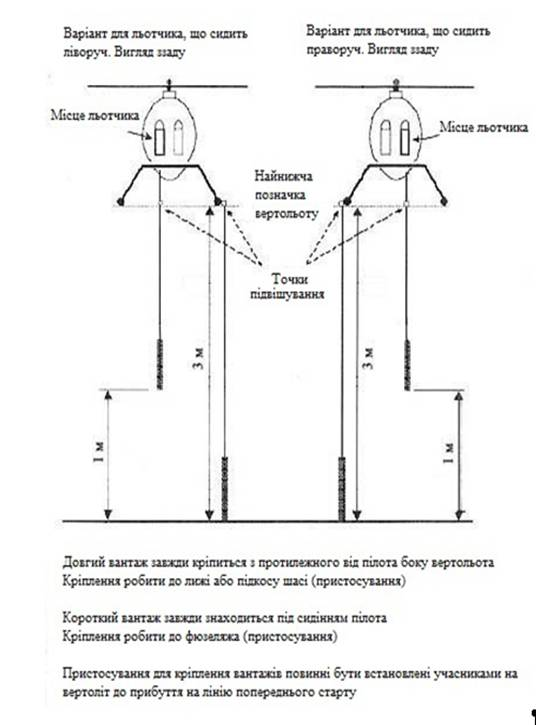 Варіант для льотчика, що сидить
ліворуч. Вигляд ззаду
Варіант для льотчика, що сидить
праворуч. Вигляд ззаду
Місце льотчика
Місце льотчика
Найнижча
позначка
вертольоту
Точки
підвішування
3 м
3 м
1 м
1 м
Довгий вантаж завжди кріпиться з протилежного від пілота боку вертольота
Кріплення робити до лижі або підкосу шасі (пристосування)
Короткий вантаж завжди знаходиться під сидінням пілота
Кріплення робити до фюзеляжа (пристосування)
Пристосування для кріплення вантажів повинні бути встановлені учасниками на
вертоліт до прибуття на лінію попереднього старту